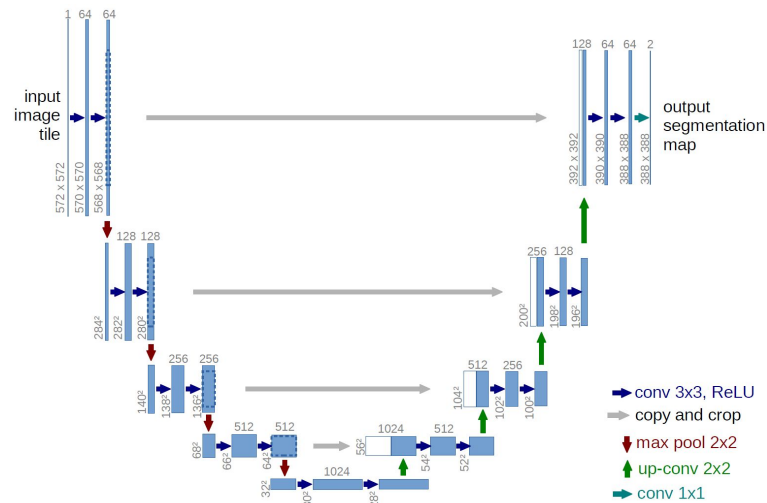 1 64 64
input
image
tile
572 x 572
570 x 570
568 x 568
128 64 64 2
output
segmentation
map
392 x 392
390 x 390
388 x 388
388 x 388
128 128
284²
282²
280²
256 128
200²
198²
196²
256 256
140²
138²
136²
512 256
104²
102²
100²
512 512
68²
66²
64²
1024 512
56²
54²
52²
1024
32²
conv 3x3, ReLU
copy and crop
max pool 2x2
up-conv 2x2
conv 1x1